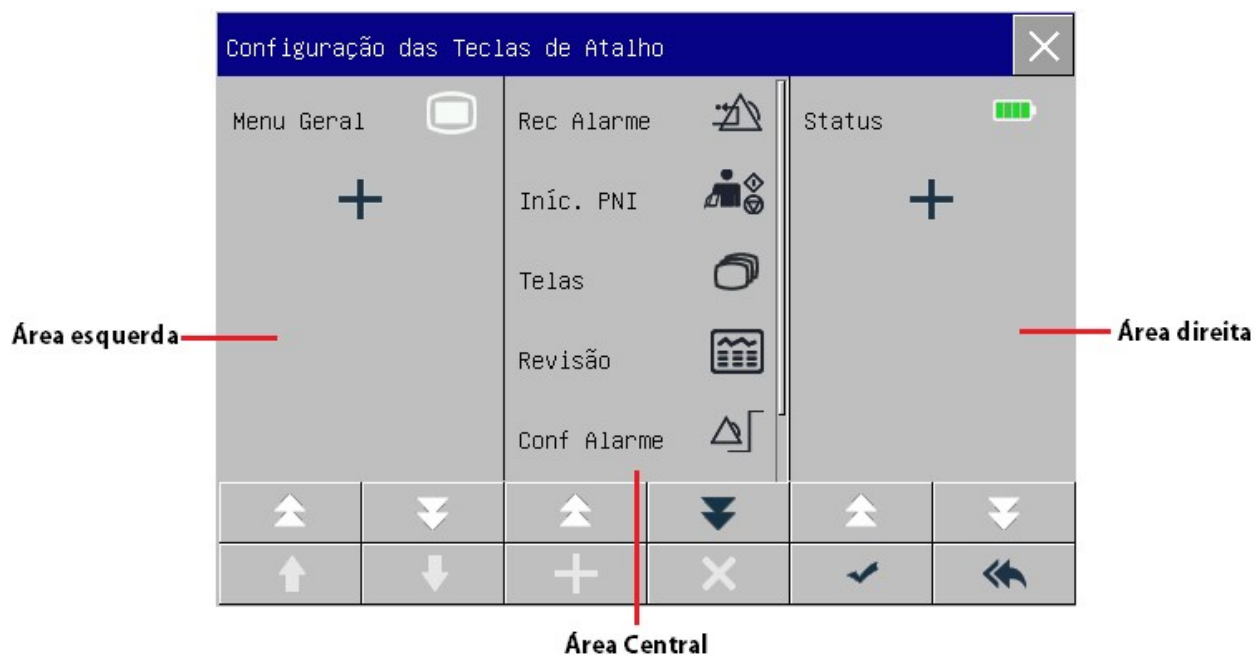 Configuração das Teclas de Atalho
Menu Geral
Rec Alarme
Status
Iníc. PNI
Telas
Revisão
Conf Alarme
Área esquerda
Área direita
Área Central